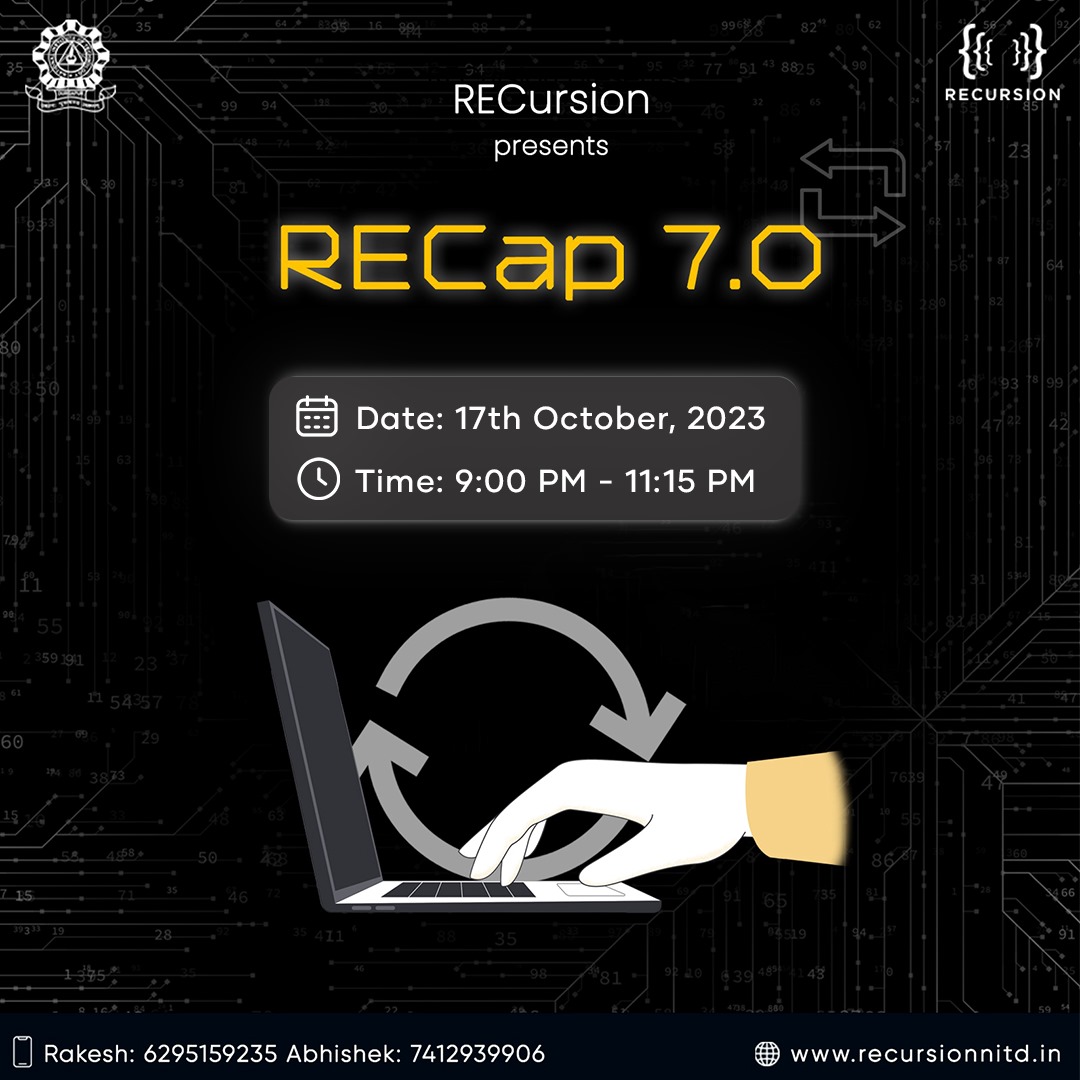 RECURSION
RECursion
presents
RECap 7.0
Date: 17th October, 2023
Time: 9:00 PM - 11:15 PM
Rakesh: 6295159235 Abhishek: 7412939906
www.recursionnitd.in